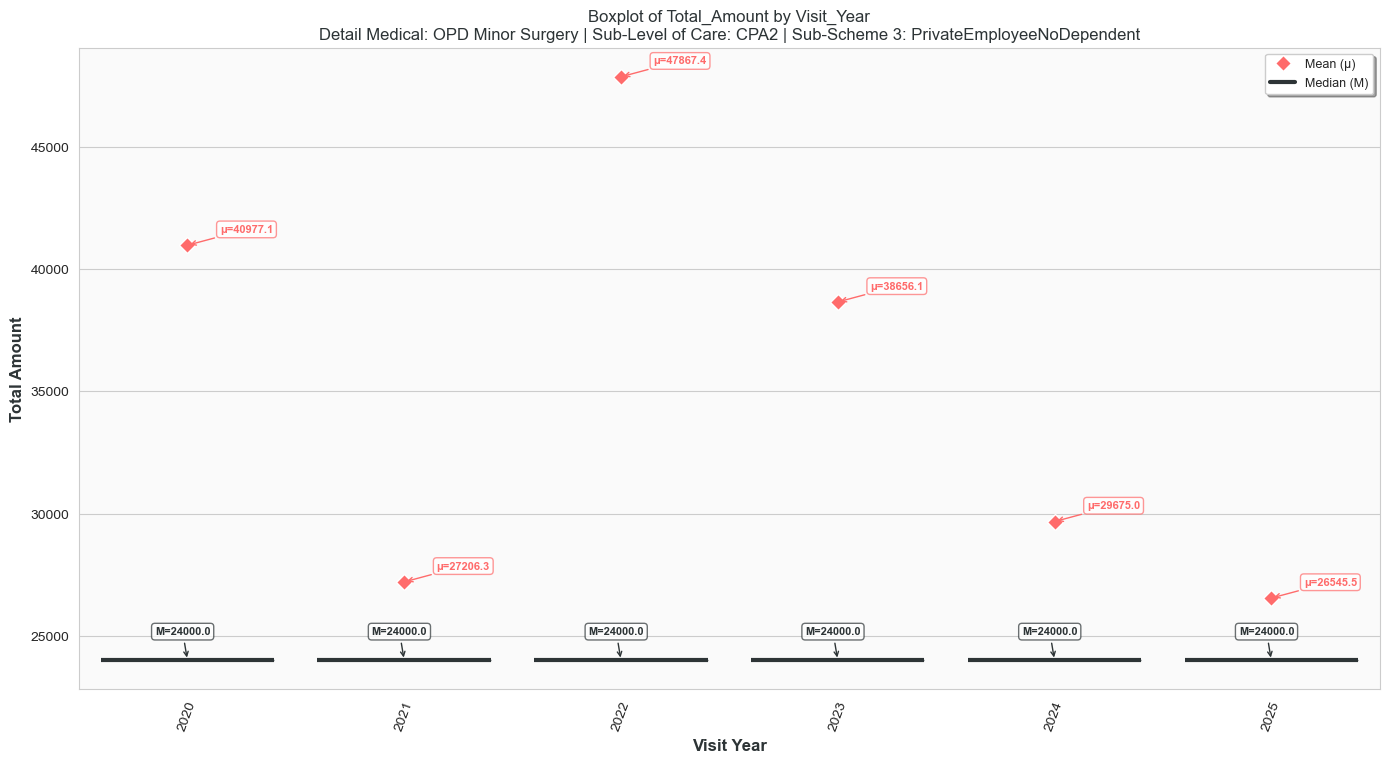 Boxplot of Total_Amount by Visit_Year
Detail Medical: OPD Minor Surgery | Sub-Level of Care: CPA2 | Sub-Scheme 3: PrivateEmployeeNoDependent
Mean (μ)
Median (M)
Total Amount
45000
40000
35000
30000
25000
μ=40977.1
μ=27206.3
μ=47867.4
μ=38656.1
μ=29675.0
μ=26545.5
M=24000.0
M=24000.0
M=24000.0
M=24000.0
M=24000.0
M=24000.0
2020
2021
2022
2023
2024
2025
Visit Year